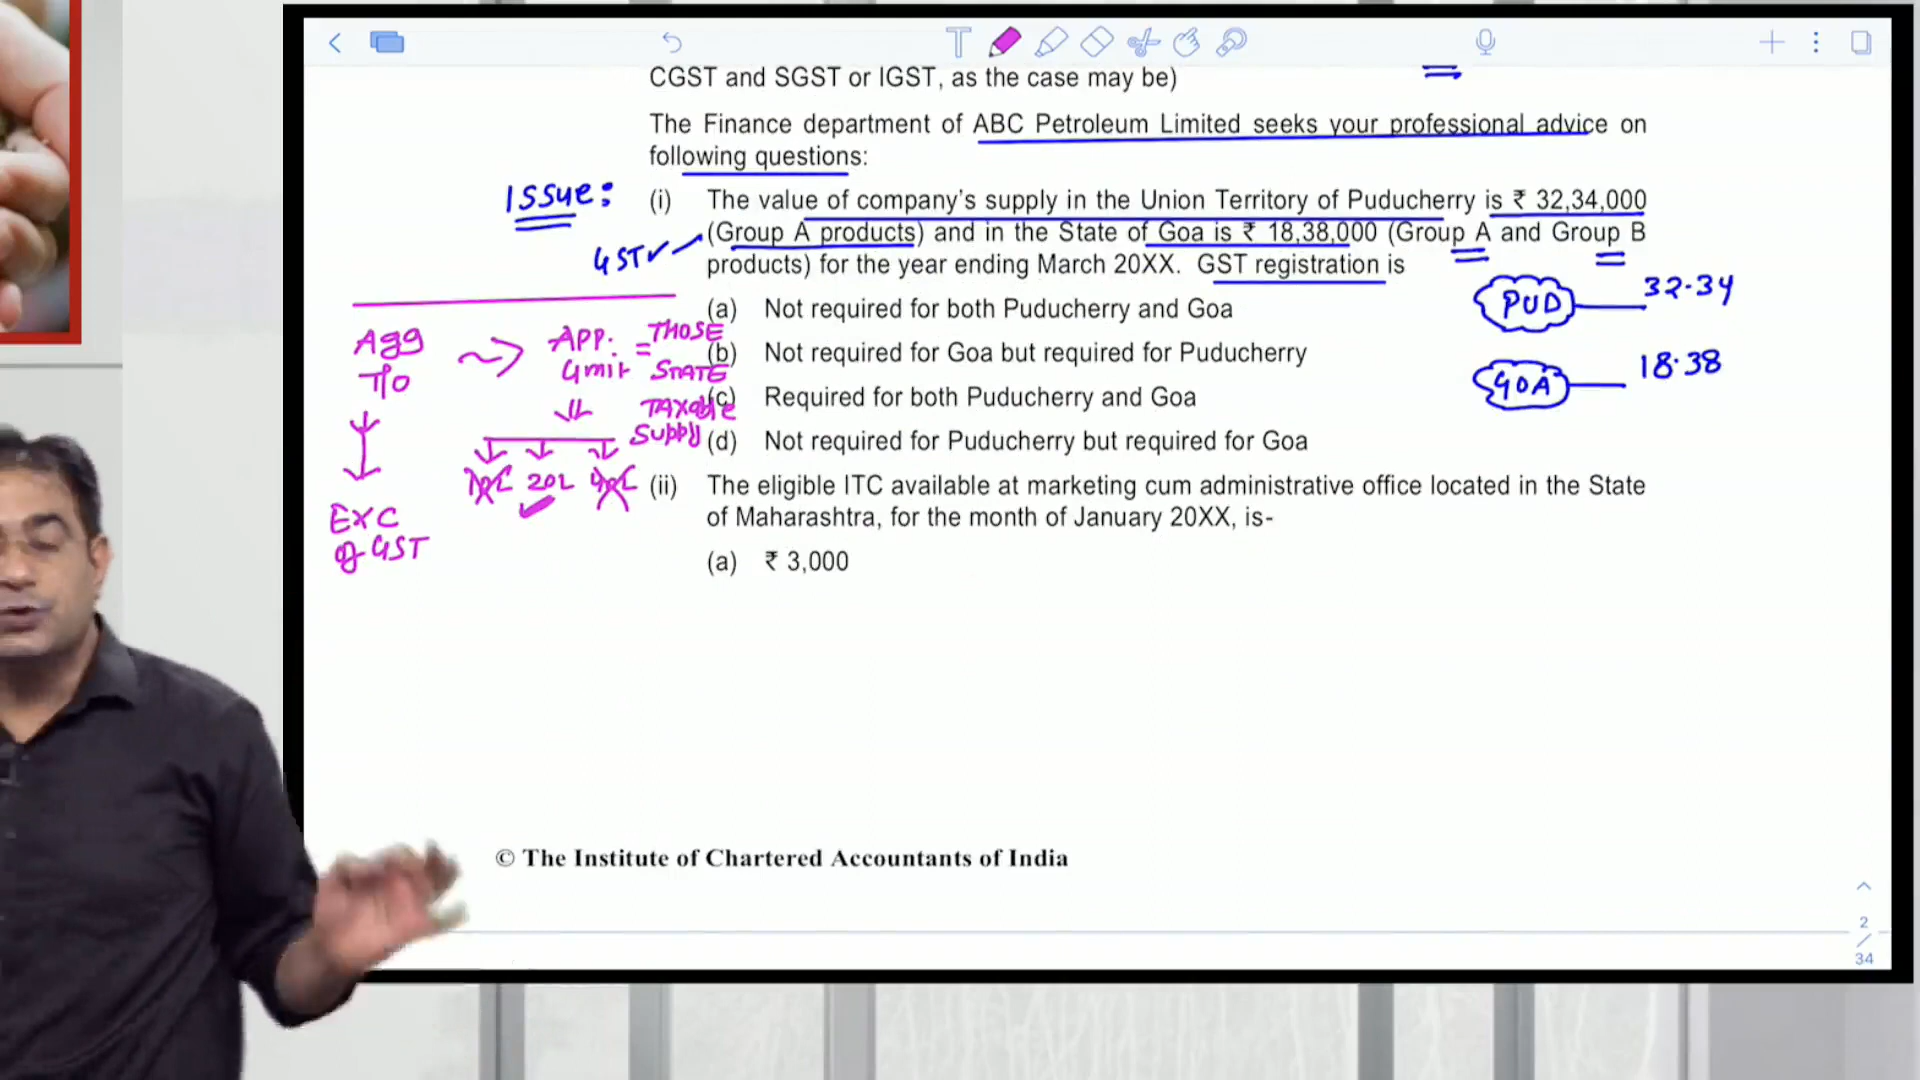 CGST and SGST or IGST, as the case may be)
The Finance department of ABC Petroleum Limited seeks your professional advice on
following questions:
Issue:
(i) The value of company's supply in the Union Territory of Puducherry is ₹ 32,34,000
(Group A products) and in the State of Goa is ₹ 18,38,000 (Group A and Group B
GST✓
products) for the year ending March 20XX. GST registration is
(a) Not required for both Puducherry and Goa
(b) Not required for Goa but required for Puducherry
(c) Required for both Puducherry and Goa
(d) Not required for Puducherry but required for Goa
PUD 32.34
GOA 18.38
Agg
T/O
EXC
of GST
APP.
limit
= THOSE
STATE
TAXable
Supply
10L 20L 40L
(ii) The eligible ITC available at marketing cum administrative office located in the State
of Maharashtra, for the month of January 20XX, is-
(a) ₹ 3,000
© The Institute of Chartered Accountants of India
2
/
34